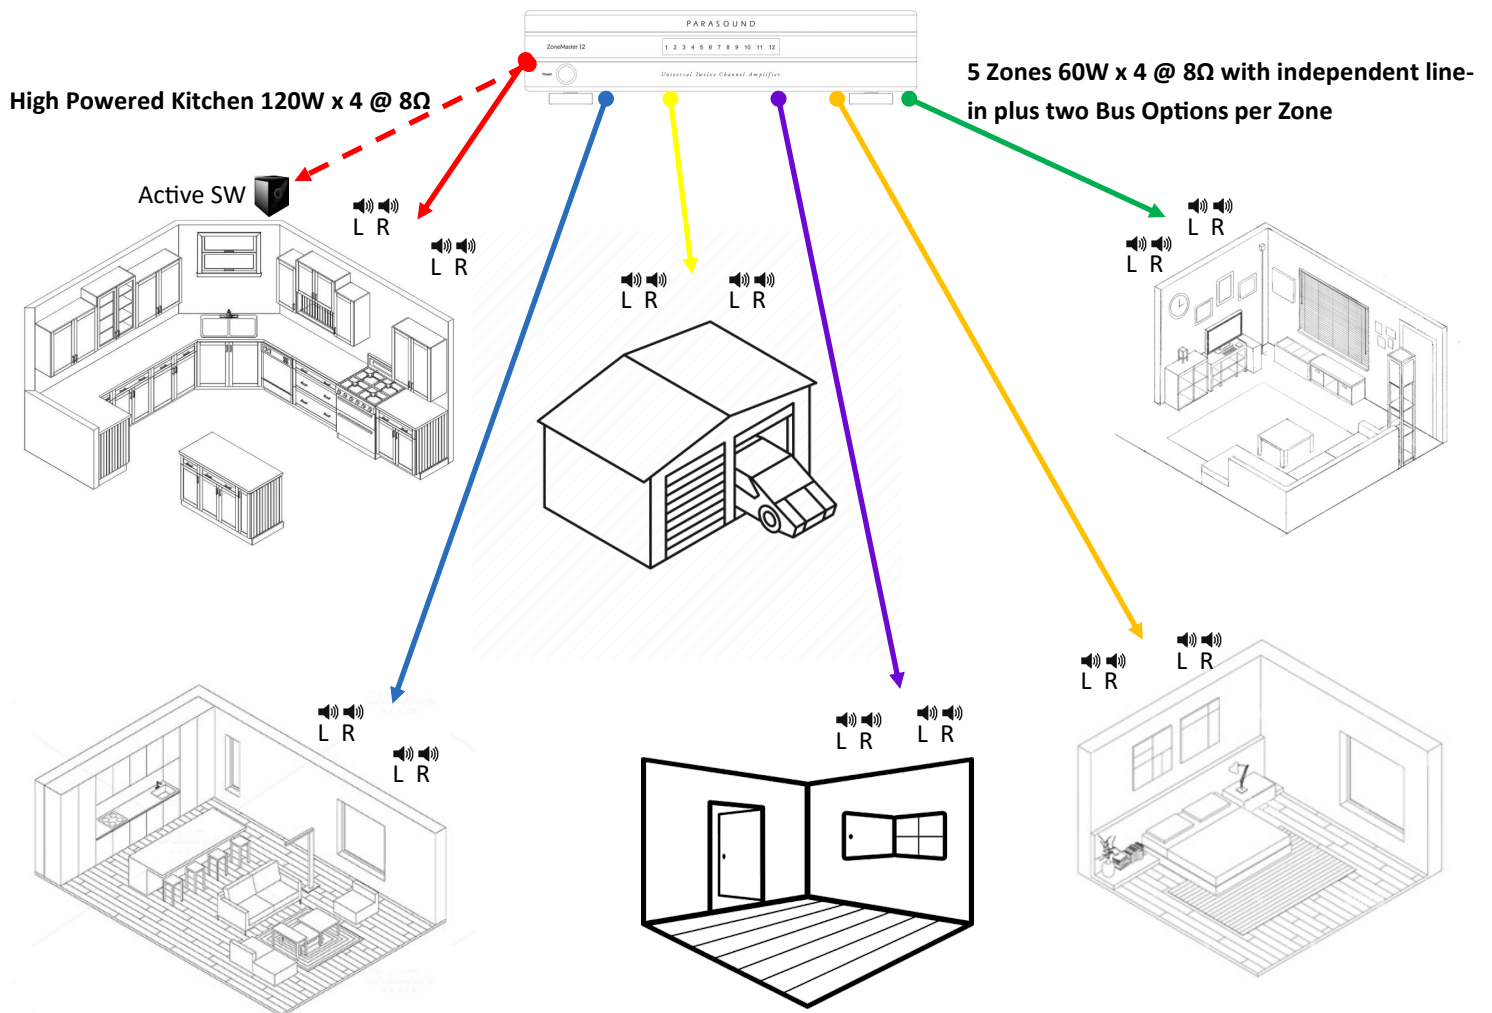 PARASOUND
ZoneMaster 12
1 2 3 4 5 6 7 8 9 10 11 12
Power
Universal Twelve Channel Amplifier
High Powered Kitchen 120W x 4 @ 8Ω
5 Zones 60W x 4 @ 8Ω with independent line-
in plus two Bus Options per Zone
Active SW
L R
L R
L R
L R
L R
L R
L R
L R
L R
L R
L R
L R